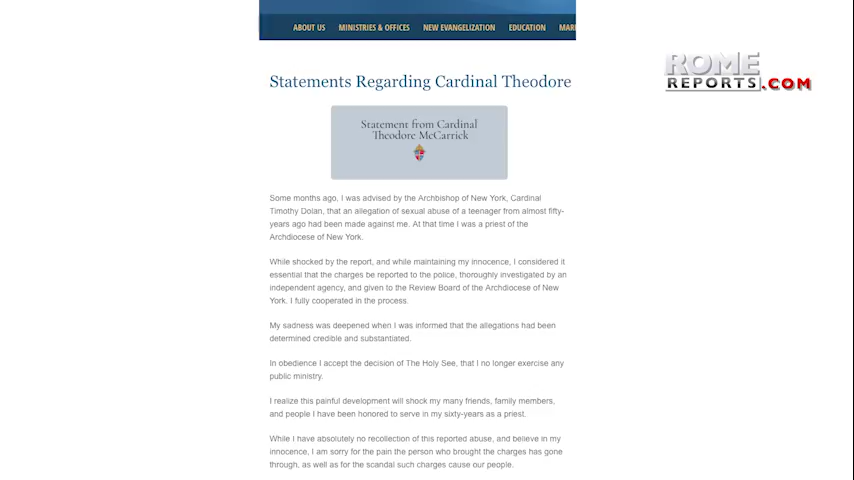 ABOUT US MINISTRIES & OFFICES NEW EVANGELIZATION EDUCATION
ROME
REPORTS.COM
Statements Regarding Cardinal Theodore
Statement from Cardinal
Theodore McCarrick
Some months ago, I was advised by the Archbishop of New York, Cardinal
Timothy Dolan, that an allegation of sexual abuse of a teenager from almost fifty-
years ago had been made against me. At that time I was a priest of the
Archdiocese of New York.
While shocked by the report, and while maintaining my innocence, I considered it
essential that the charges be reported to the police, thoroughly investigated by an
independent agency, and given to the Review Board of the Archdiocese of New
York. I fully cooperated in the process.
My sadness was deepened when I was informed that the allegations had been
determined credible and substantiated.
In obedience I accept the decision of The Holy See, that I no longer exercise any
public ministry.
I realize this painful development will shock my many friends, family members,
and people I have been honored to serve in my sixty-years as a priest.
While I have absolutely no recollection of this reported abuse, and believe in my
innocence, I am sorry for the pain the person who brought the charges has gone
through, as well as for the scandal such charges cause our people.